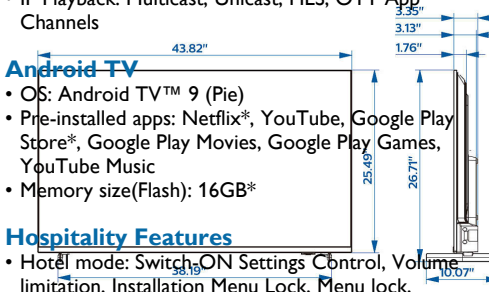 • IP Playback: Multicast, Unicast, HLS, OTT App
Channels
3.35"
3.13"
1.76"
43.82"
Android TV
• OS: Android TV™ 9 (Pie)
• Pre-installed apps: Netflix*, YouTube, Google Play
Store*, Google Play Movies, Google Play Games,
YouTube Music
• Memory size(Flash): 16GB*
25.49"
26.71"
Hospitality Features
• Hotel mode: Switch-ON Settings Control, Volume
limitation, Installation Menu Lock, Menu lock,
38.19"
10.07"